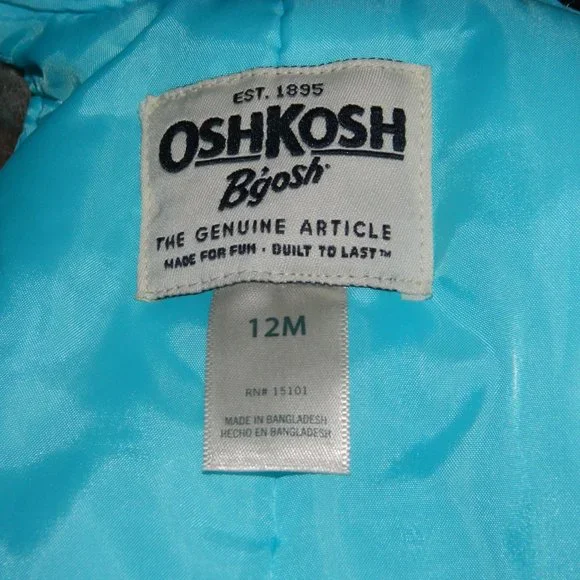 EST. 1895
OSHKOSH
B'gosh
THE GENUINE ARTICLE
MADE FOR FUN · BUILT TO LAST™
12M
RN# 15101
MADE IN BANGLADESH
HECHO EN BANGLADESH